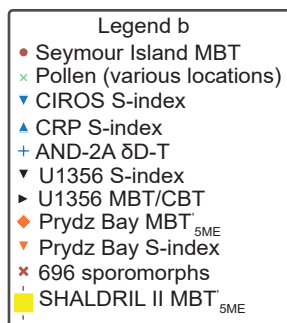 Legend b
Seymour Island MBT
Pollen (various locations)
CIROS S-index
CRP S-index
AND-2A δD-T
U1356 S-index
U1356 MBT/CBT
Prydz Bay MBT'5ME
Prydz Bay S-index
696 sporomorphs
SHALDRIL II MBT'5ME